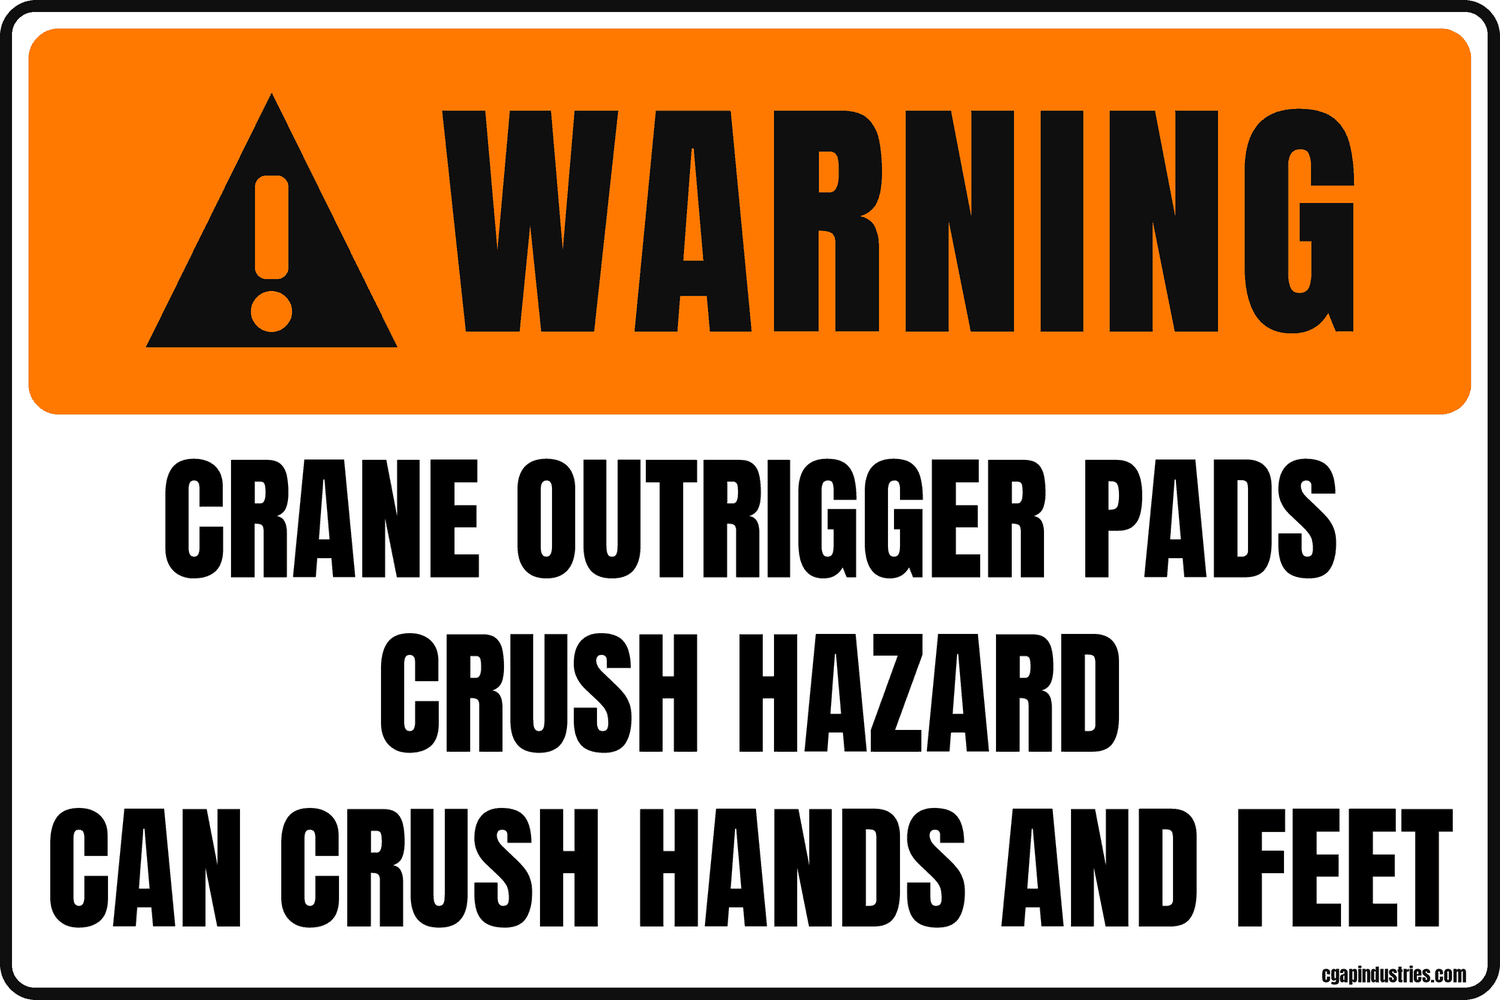 WARNING
CRANE OUTRIGGER PADS
CRUSH HAZARD
CAN CRUSH HANDS AND FEET
cgapindustries.com